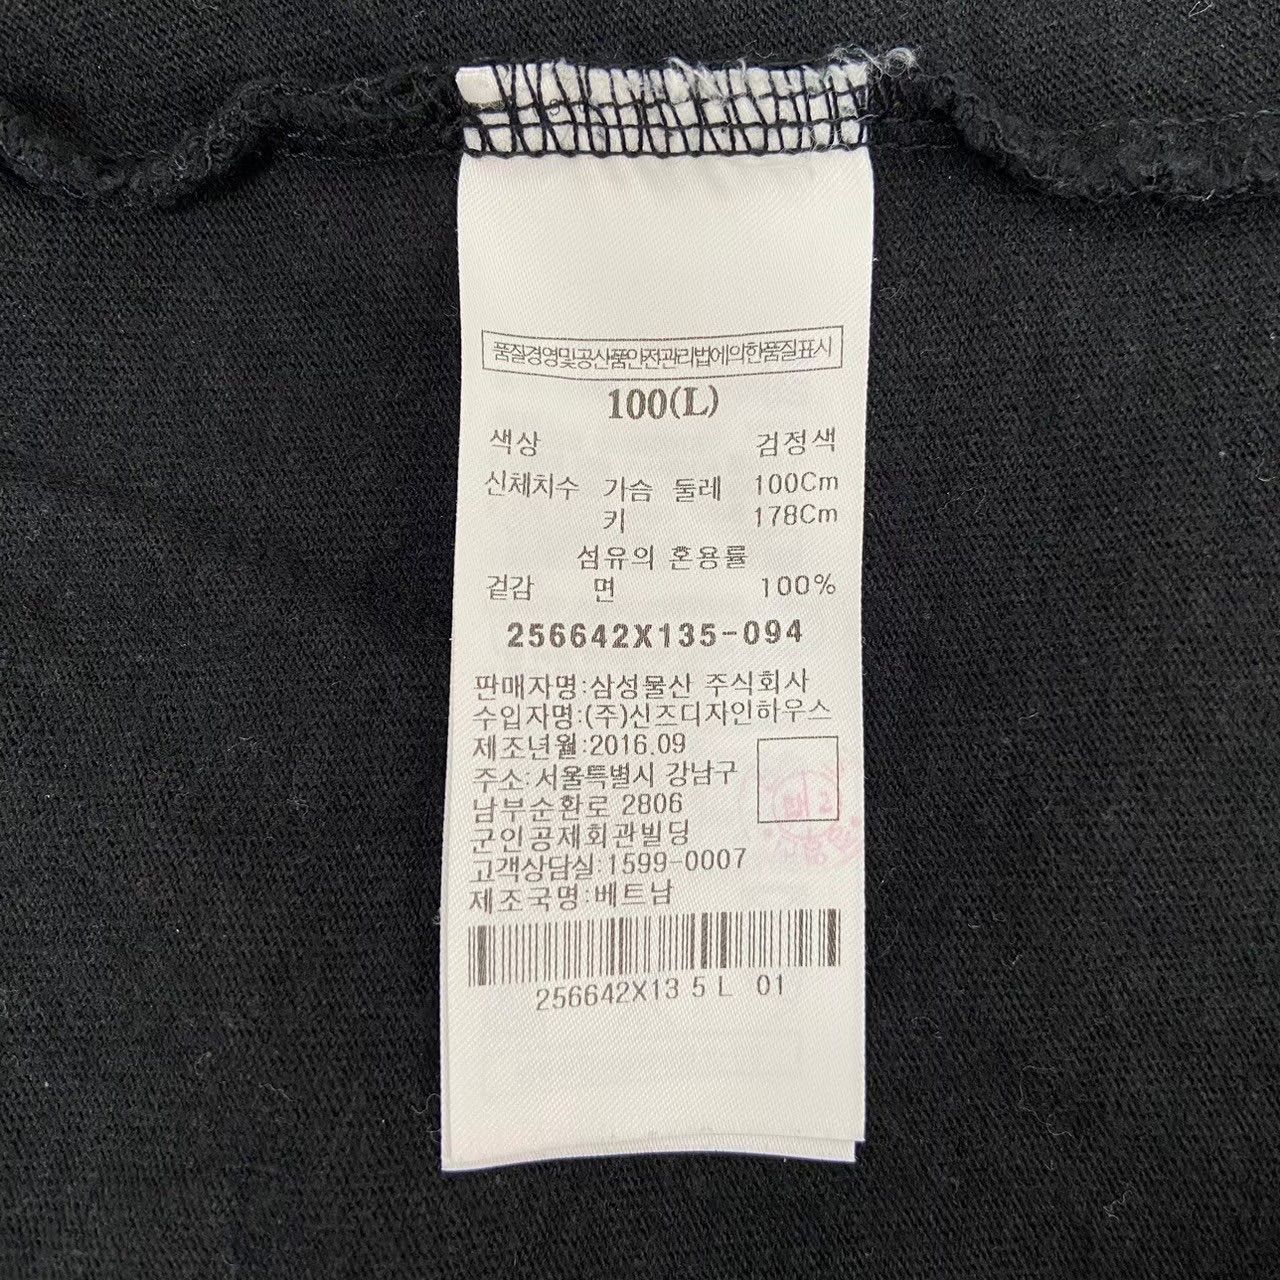 품질경영및공산품안전관리법에의한품질표시
100(L)
색상 검정색
신체치수 가슴 둘레 100Cm
키 178Cm
섬유의 혼용률
겉감 면 100%
256642X135-094
판매자명:삼성물산 주식회사
수입자명:(주)신즈디자인하우스
제조년월:2016.09
주소:서울특별시 강남구
남부순환로 2806
군인공제회관빌딩
고객상담실:1599-0007
제조국명:베트남
256642X13 5 L 01